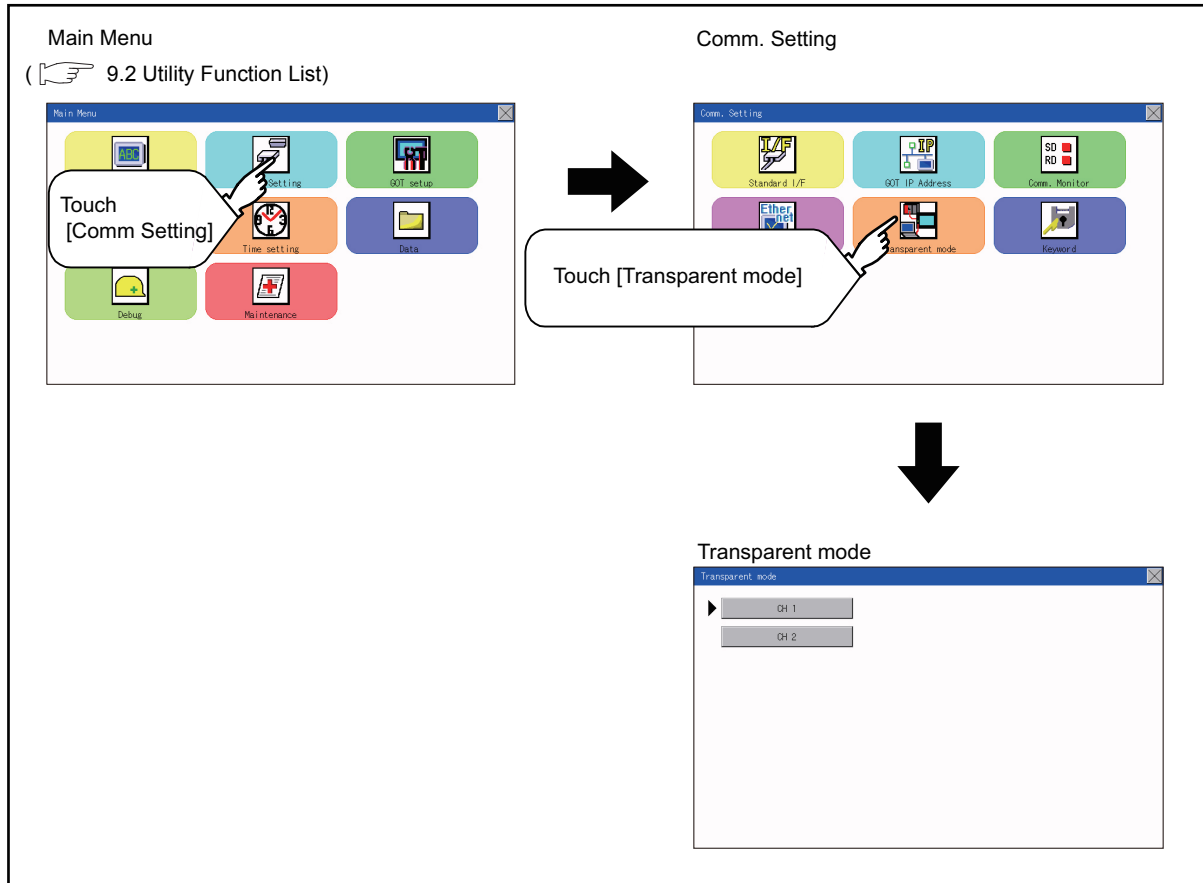 Main Menu
( 9.2 Utility Function List)
Comm. Setting
Main Menu
ABC
Setting
GOT setup
Touch
[Comm Setting]
Time setting
Data
Debug
Maintenance
Comm. Setting
I/F
Standard I/F
IP
GOT IP Address
SD
RD
Comm. Monitor
Ether
net
Touch [Transparent mode]
ansparent mode
Keyword
Transparent mode
Transparent mode
CH 1
CH 2